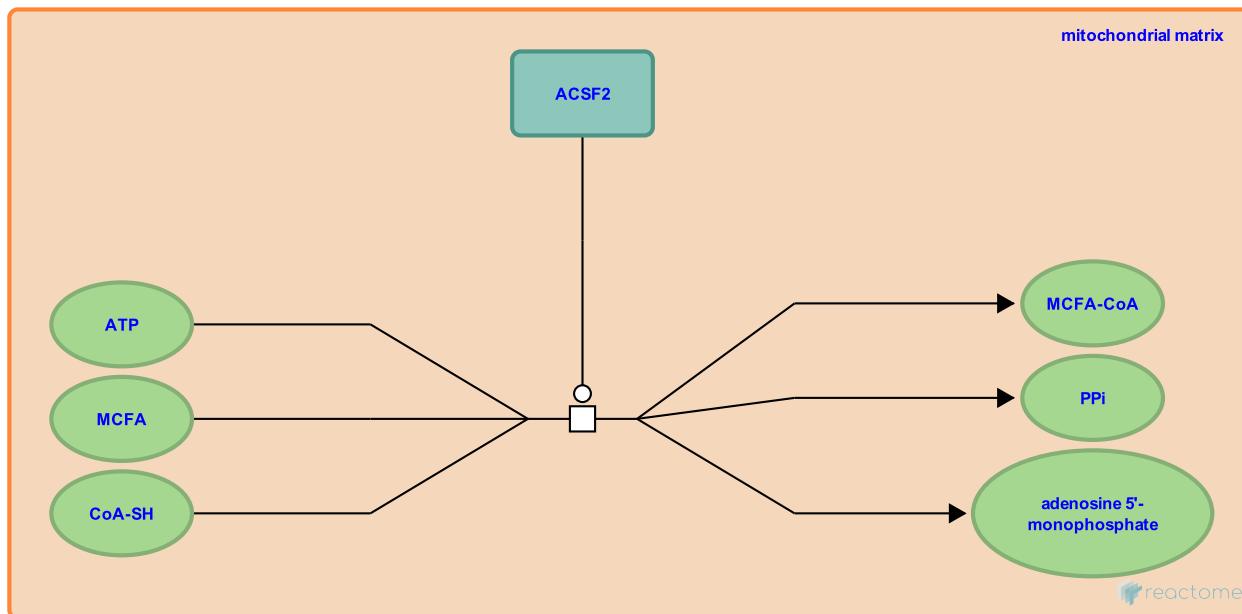 mitochondrial matrix
ACSF2
ATP
MCFA
CoA-SH
MCFA-CoA
PPi
adenosine 5'-
monophosphate
reactome